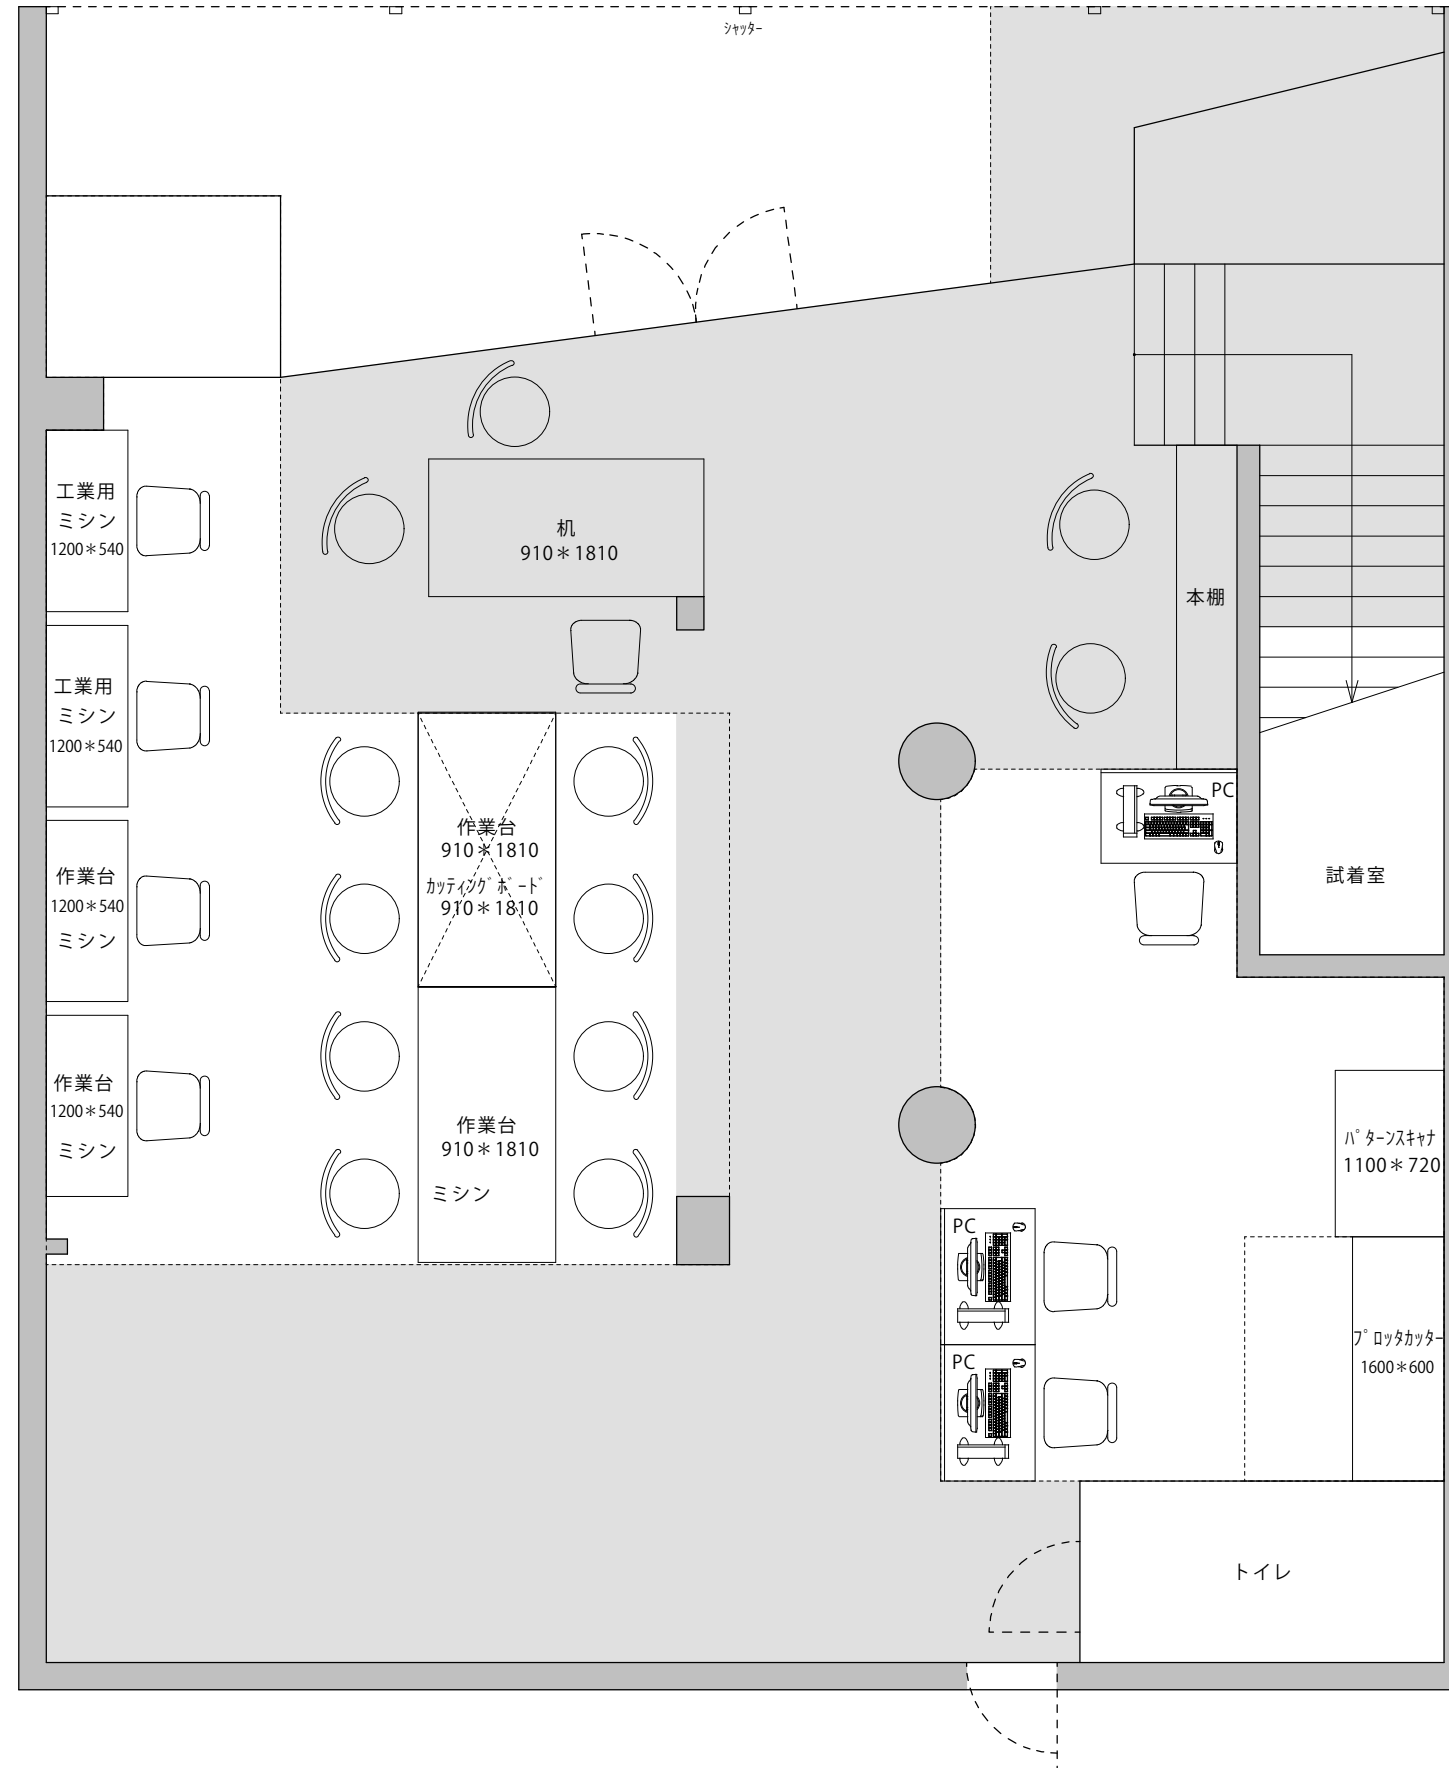 シャッター
工業用
ミシン
1200＊540
机
910＊1810
本棚
工業用
ミシン
1200＊540
PC
作業台
910＊1810
ｶｯﾃｨﾝｸﾞﾎﾞｰﾄﾞ
910＊1810
作業台
1200＊540
ミシン
試着室
作業台
1200＊540
ミシン
作業台
910＊1810
ミシン
ﾊﾟﾀｰﾝｽｷｬﾅ
1100＊720
PC
ﾌﾟﾛｯﾀｶｯﾀｰ
1600＊600
PC
トイレ